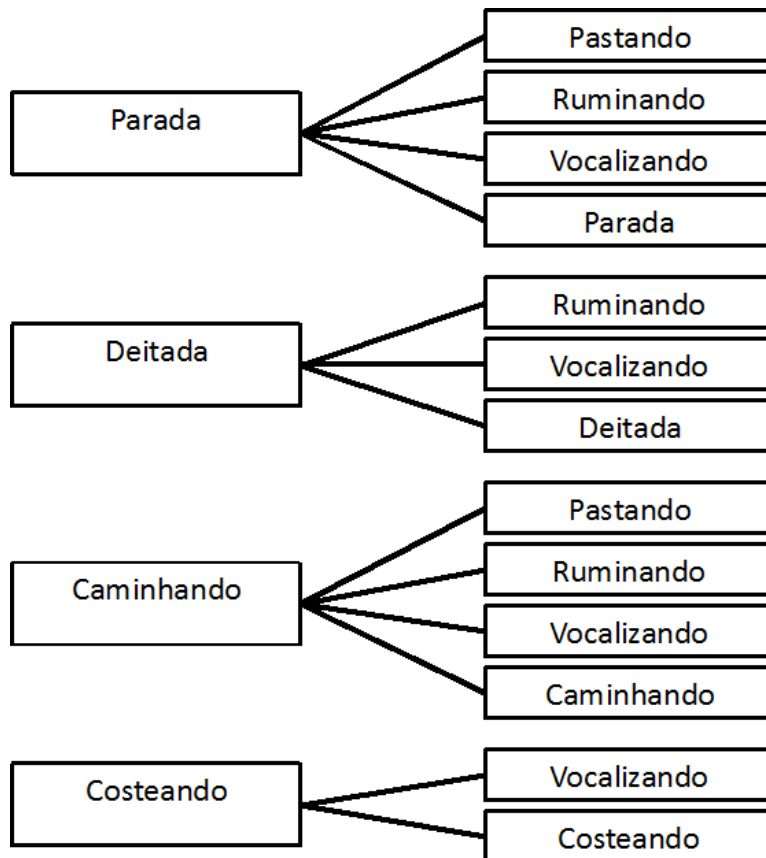 Parada
Pastando
Ruminando
Vocalizando
Parada
Deitada
Ruminando
Vocalizando
Deitada
Caminhando
Pastando
Ruminando
Vocalizando
Caminhando
Costeando
Vocalizando
Costeando